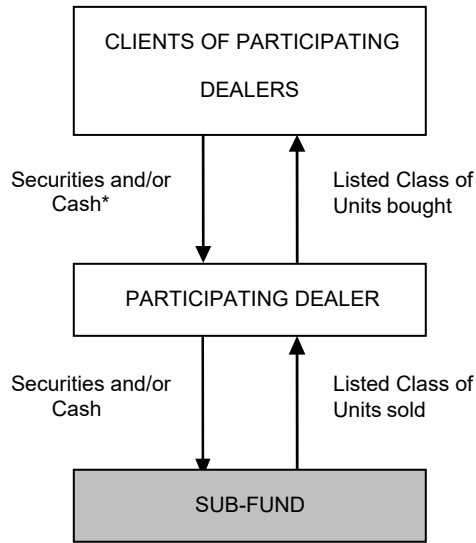 CLIENTS OF PARTICIPATING
DEALERS
Securities and/or
Cash*
Listed Class of
Units bought
PARTICIPATING DEALER
Securities and/or
Cash
Listed Class of
Units sold
SUB-FUND